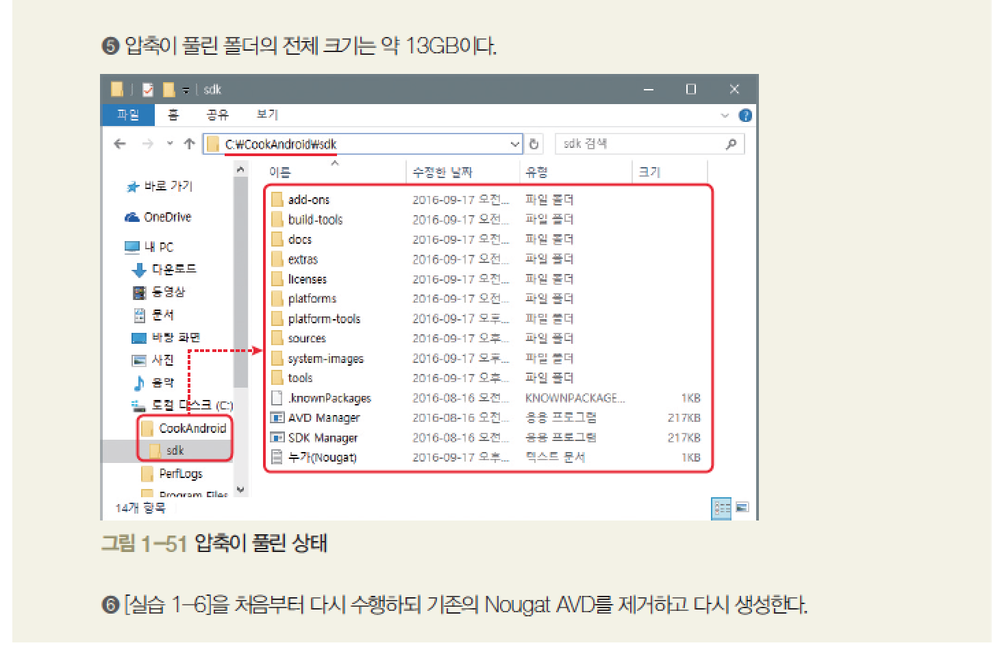 ❺ 압축이 풀린 폴더의 전체 크기는 약 13GB이다.
sdk
파일 홈 공유 보기
C:₩CookAndroid₩sdk sdk 검색
이름 수정한 날짜 유형 크기
바로 가기
OneDrive
내 PC
다운로드
동영상
문서
바탕 화면
사진
음악
로컬 디스크 (C:)
CookAndroid
sdk
PerfLogs
Program Files
add-ons 2016-09-17 오전... 파일 폴더
build-tools 2016-09-17 오전... 파일 폴더
docs 2016-09-17 오전... 파일 폴더
extras 2016-09-17 오전... 파일 폴더
licenses 2016-09-17 오전... 파일 폴더
platforms 2016-09-17 오전... 파일 폴더
platform-tools 2016-09-17 오후... 파일 폴더
sources 2016-09-17 오후... 파일 폴더
system-images 2016-09-17 오후... 파일 폴더
tools 2016-09-17 오후... 파일 폴더
.knownPackages 2016-08-16 오전... KNOWNPACKAGE... 1KB
AVD Manager 2016-08-16 오전... 응용 프로그램 217KB
SDK Manager 2016-08-16 오전... 응용 프로그램 217KB
누가(Nougat) 2016-09-17 오후... 텍스트 문서 1KB
14개 항목
그림 1-51 압축이 풀린 상태
❻ [실습 1-6]을 처음부터 다시 수행하되 기존의 Nougat AVD를 제거하고 다시 생성한다.